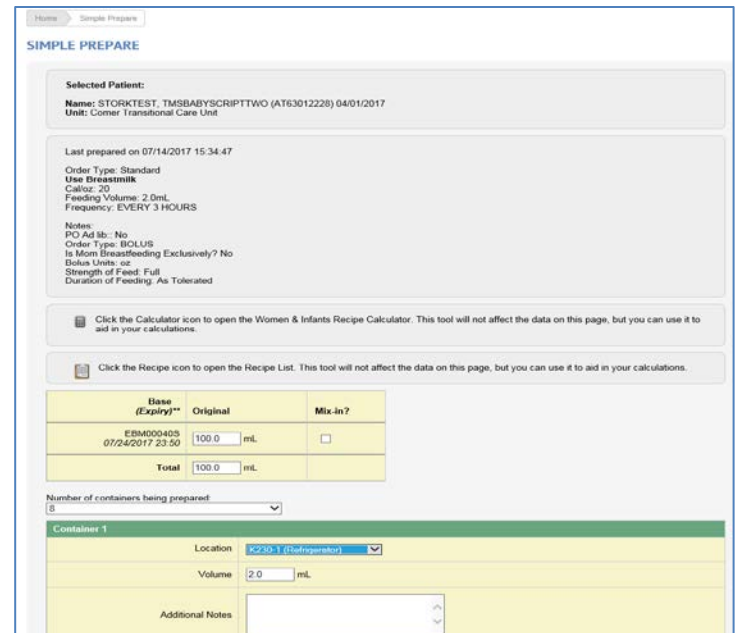 Home Simple Prepare
SIMPLE PREPARE
Selected Patient:
Name: STORKTEST, TMSBABYSCRIPTTWO (AT63012228) 04/01/2017
Unit: Comer Transitional Care Unit
Last prepared on 07/14/2017 15:34:47
Order Type: Standard
Use Breastmilk
Cal/oz: 20
Feeding Volume: 2.0mL
Frequency: EVERY 3 HOURS
Notes:
PO Ad lib.: No
Order Type: BOLUS
Is Mom Breastfeeding Exclusively? No
Bolus Units: oz
Strength of Feed: Full
Duration of Feeding: As Tolerated
Click the Calculator icon to open the Women & Infants Recipe Calculator. This tool will not affect the data on this page, but you can use it to
aid in your calculations.
Click the Recipe icon to open the Recipe List. This tool will not affect the data on this page, but you can use it to aid in your calculations.
Base
(Expiry)** Original Mix-in?
EBM00040S
07/24/2017 23:50 100.0 mL
Total 100.0 mL
Number of containers being prepared:
8
Container 1
Location K230-1 (Refrigerator)
Volume 2.0 mL
Additional Notes